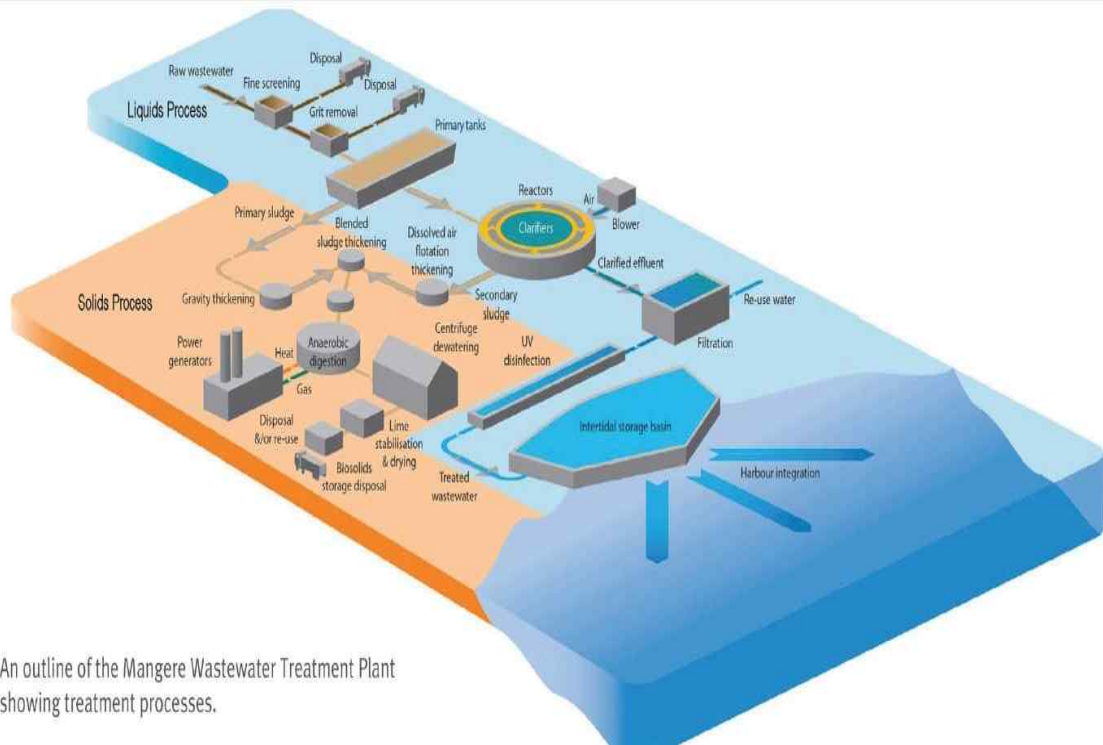 Disposal
Raw wastewater
Fine screening
Disposal
Liquids Process
Grit removal
Primary tanks
Reactors
Air
Clarifiers
Blower
Primary sludge
Blended
sludge thickening
Dissolved air
flotation
thickening
Clarified effluent
Gravity thickening
Secondary
sludge
Re-use water
Solids Process
Centrifuge
dewatering
UV
disinfection
Filtration
Power
generators
Heat
Anaerobic
digestion
Gas
Disposal
&/or re-use
Lime
stabilisation
& drying
Intertidal storage basin
Biosolids
storage disposal
Treated
wastewater
Harbour integration
An outline of the Mangere Wastewater Treatment Plant
showing treatment processes.